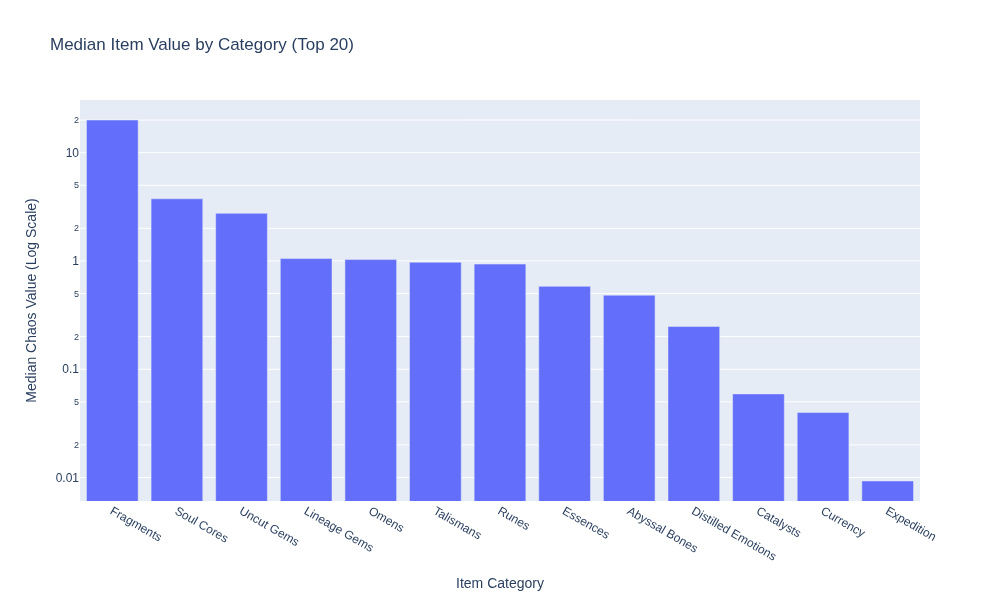 Median Item Value by Category (Top 20)
Median Chaos Value (Log Scale)
2
10
5
2
1
5
2
0.1
5
2
0.01
Fragments
Soul Cores
Uncut Gems
Lineage Gems
Omens
Talismans
Runes
Essences
Abyssal Bones
Distilled Emotions
Catalysts
Currency
Expedition
Item Category